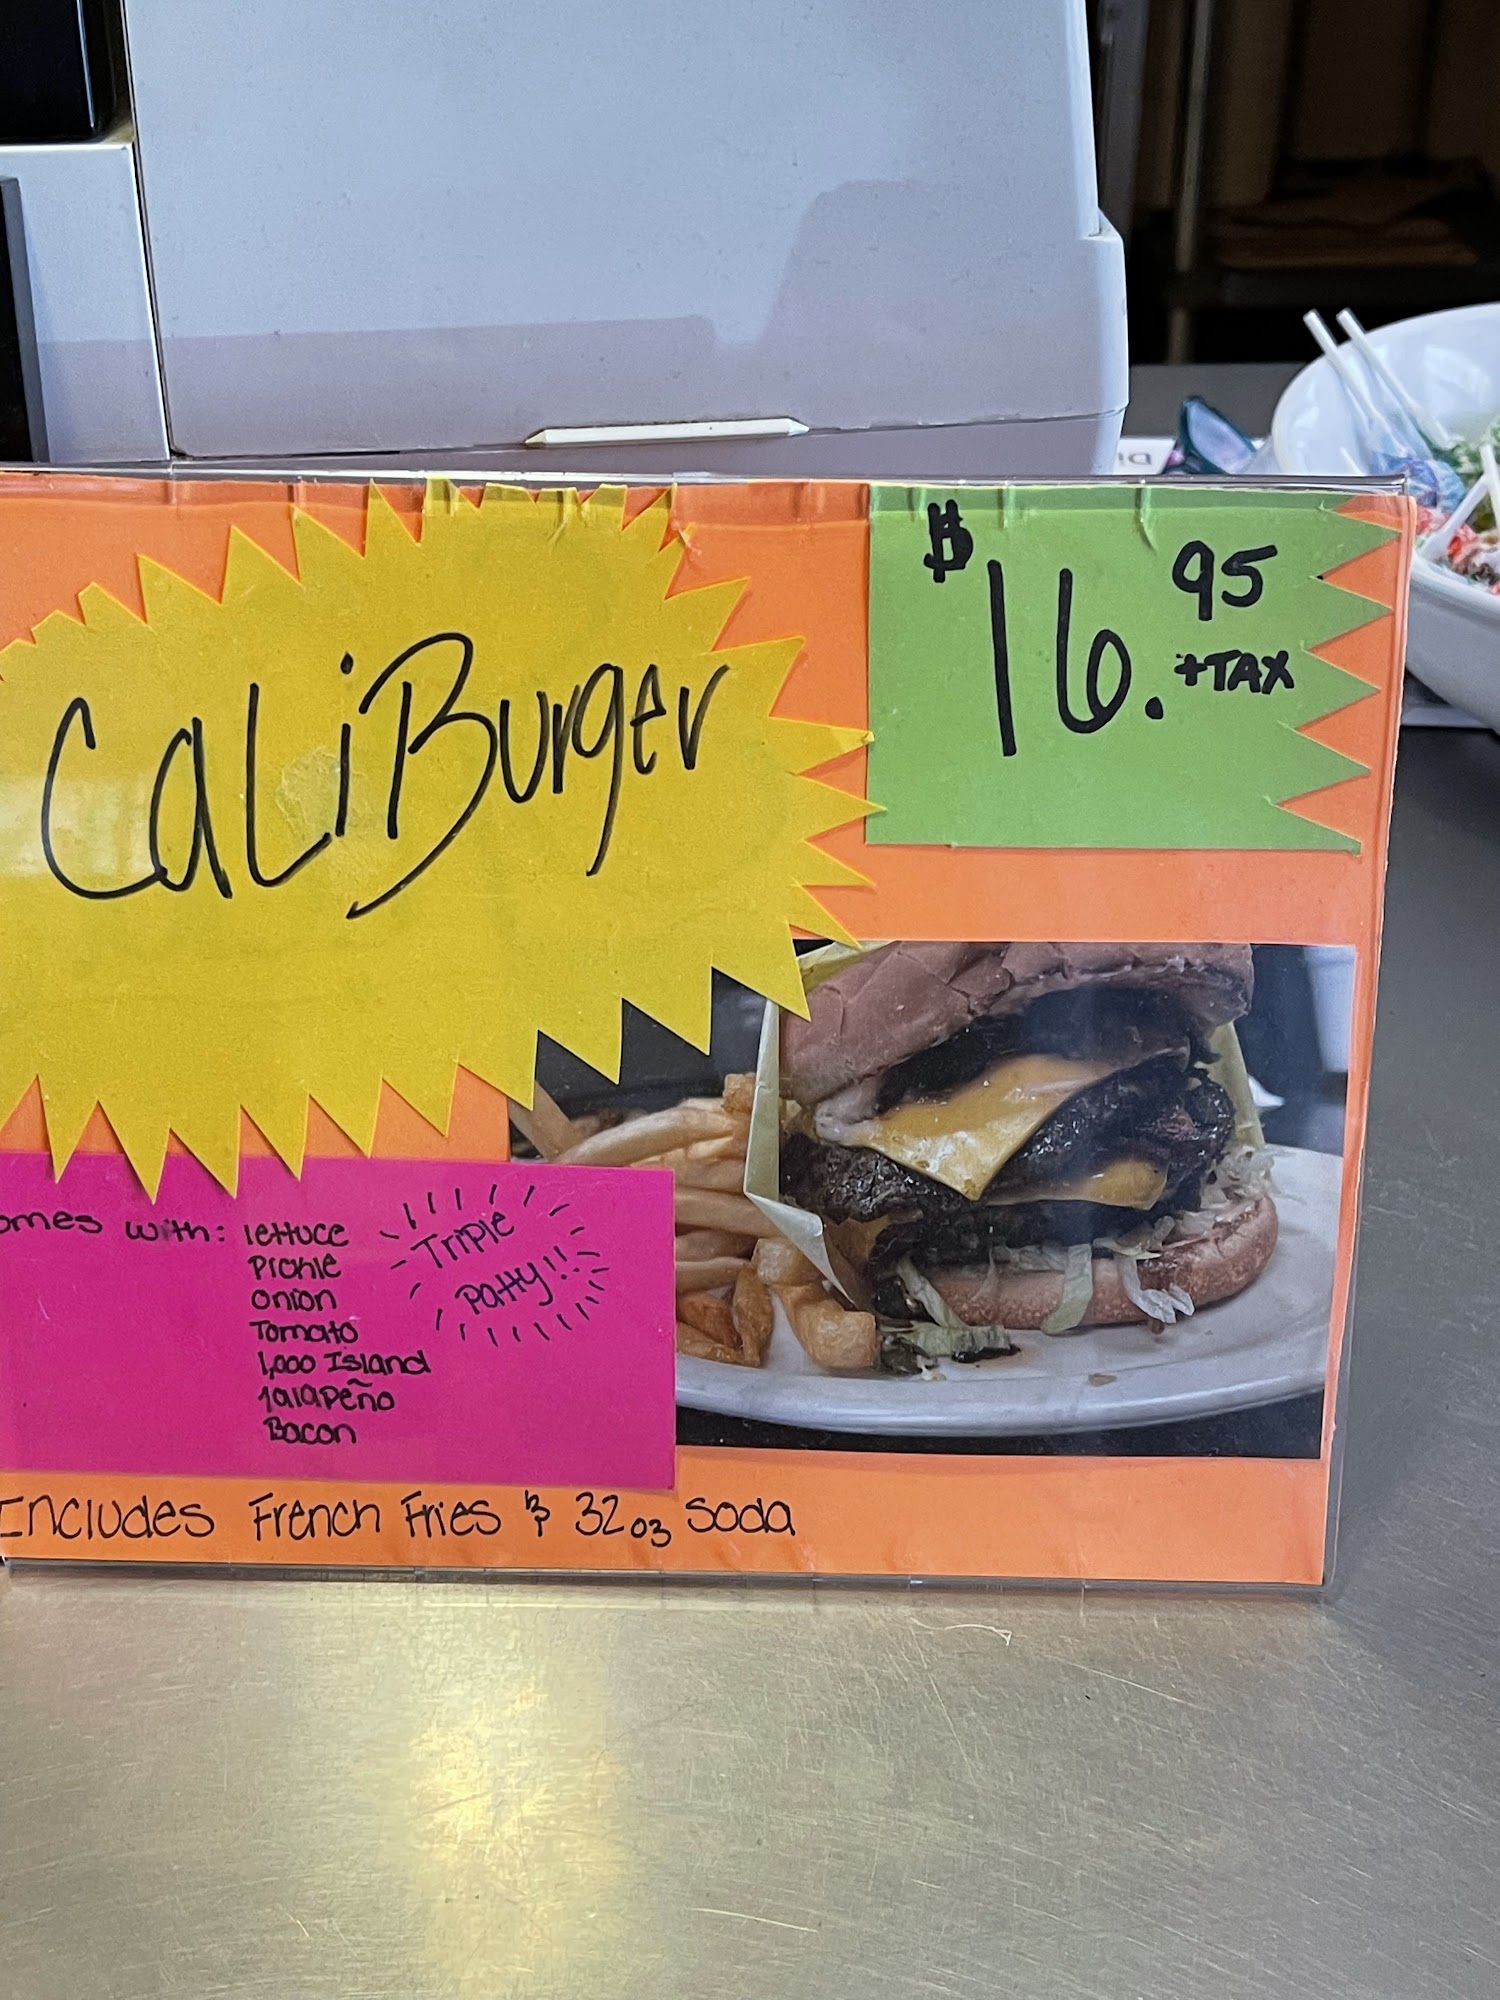 CaLiBurger
$16.95
+TAX
omes with: lettuce
Pickle
onion
Tomato
1,000 Island
Jalapeño
Bacon
Triple
Patty!!
Includes French Fries & 32oz Soda